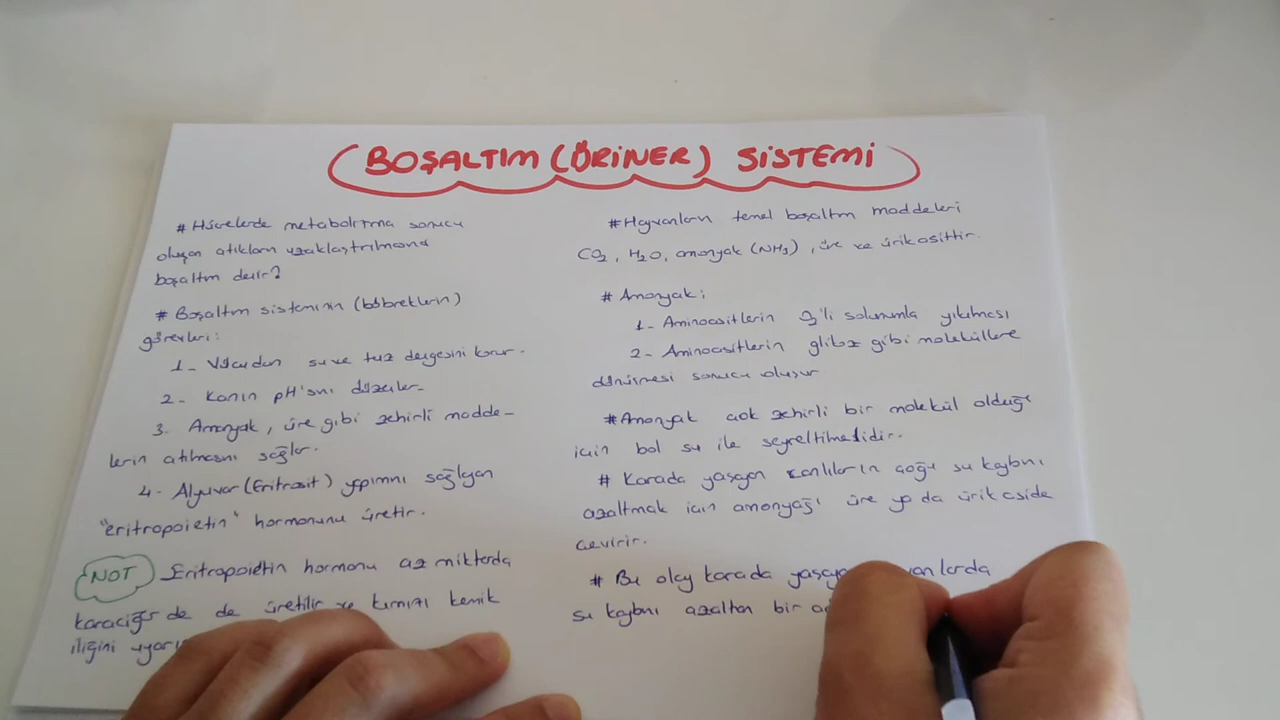 BOŞALTIM (ÜRİNER) SİSTEMİ
# Hücrelerde metabolizma sonucu
oluşan atıkların uzaklaştırılmasına
boşaltım denir?
# Boşaltım sisteminin (böbreklerin)
görevleri:
1- Vücudun su ve tuz dengesini korur.
2- Kanın pH'sını düzenler.
3. Amonyak, üre gibi zehirli madde-
lerin atılmasını sağlar.
4- Alyuvar (Eritrosit) yapımını sağlayan
"eritropoietin" hormonunu üretir.
NOT Eritropoietin hormonu az miktarda
karaciğer de de üretilir ve kırmızı kemik
iliğini
# Hayvanların temel boşaltım maddeleri
CO2, H2O, amonyak (NH3), üre ve ürikasittir.
# Amonyak;
1- Aminoasitlerin O2'li solunumla yıkılması
2- Aminoasitlerin glikoz gibi moleküllere
dönüşmesi sonucu oluşur
# Amonyak çok zehirli bir molekül olduğu
için bol su ile seyreltilmelidir.
# Karada yaşayan canlıların çoğu su kaybını
azaltmak için amonyağı üre ya da ürik aside
çevirir.
# Bu olay karada
su kaybını azaltan bir